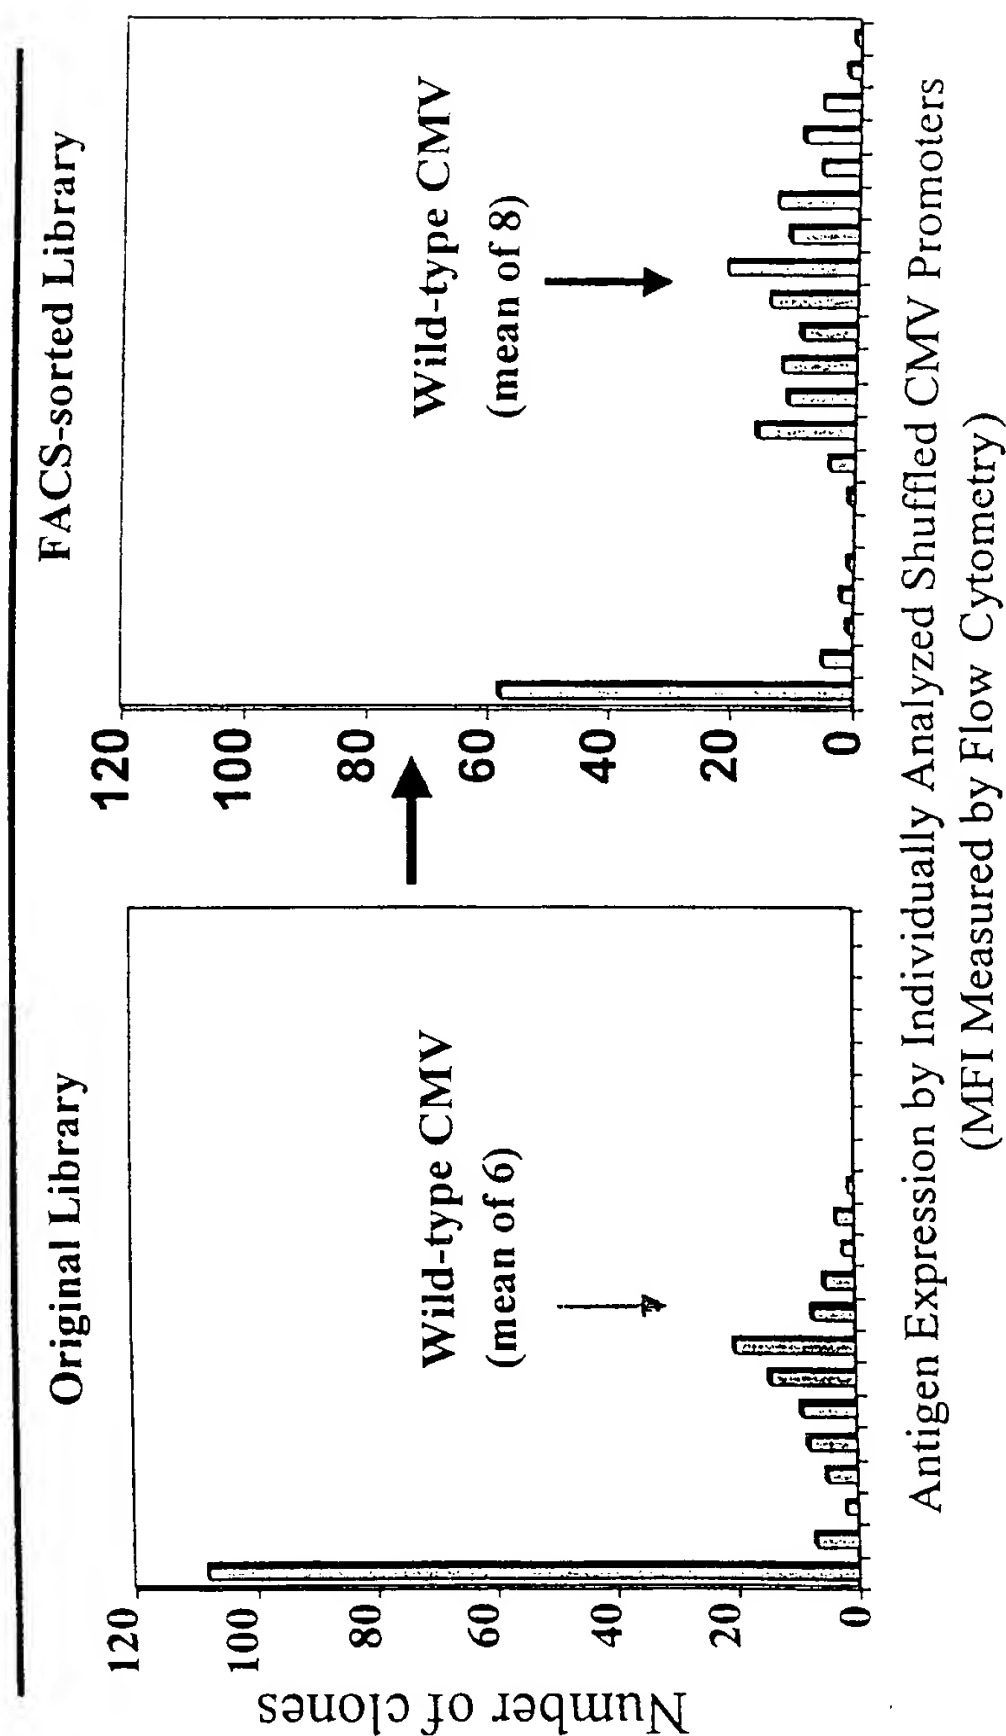 Original Library
FACS-sorted Library
Number of clones
120
100
80
60
40
20
0
Wild-type CMV
(mean of 6)
120
100
80
60
40
20
0
Wild-type CMV
(mean of 8)
Antigen Expression by Individually Analyzed Shuffled CMV Promoters
(MFI Measured by Flow Cytometry)